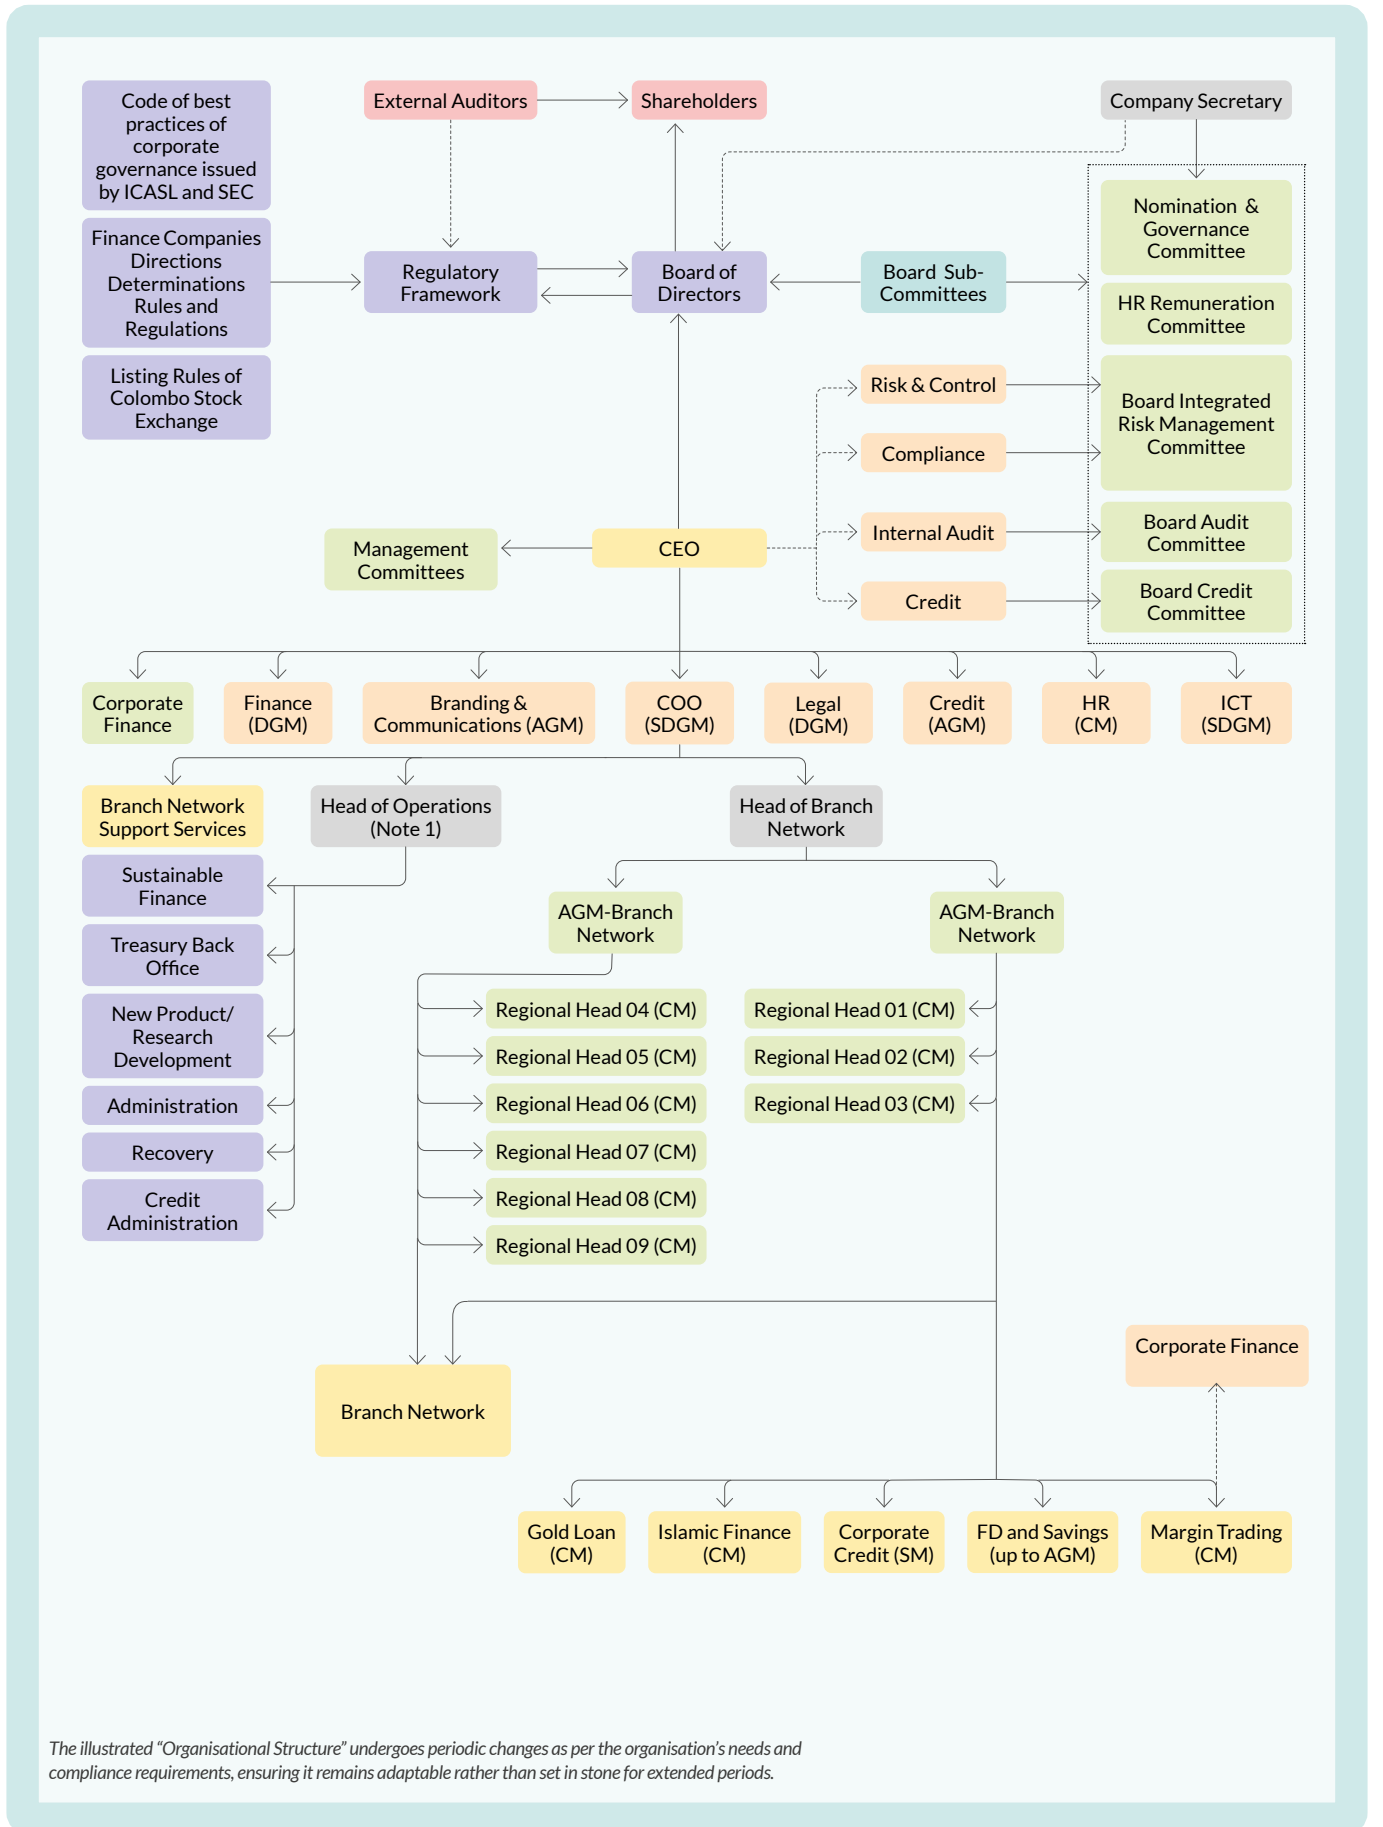 Code of best
practices of
corporate
governance issued
by ICASL and SEC
External Auditors
Shareholders
Company Secretary
Finance Companies
Directions
Determinations
Rules and
Regulations
Regulatory
Framework
Board of
Directors
Board Sub-
Committees
Nomination &
Governance
Committee
HR Remuneration
Committee
Listing Rules of
Colombo Stock
Exchange
Risk & Control
Compliance
Board Integrated
Risk Management
Committee
Internal Audit
Board Audit
Committee
Credit
Board Credit
Committee
Management
Committees
CEO
Corporate
Finance
Finance
(DGM)
Branding &
Communications (AGM)
COO
(SDGM)
Legal
(DGM)
Credit
(AGM)
HR
(CM)
ICT
(SDGM)
Branch Network
Support Services
Head of Operations
(Note 1)
Head of Branch
Network
Sustainable
Finance
Treasury Back
Office
New Product/
Research
Development
Administration
Recovery
Credit
Administration
AGM-Branch
Network
AGM-Branch
Network
Regional Head 04 (CM)
Regional Head 05 (CM)
Regional Head 06 (CM)
Regional Head 07 (CM)
Regional Head 08 (CM)
Regional Head 09 (CM)
Regional Head 01 (CM)
Regional Head 02 (CM)
Regional Head 03 (CM)
Branch Network
Corporate Finance
Gold Loan
(CM)
Islamic Finance
(CM)
Corporate
Credit (SM)
FD and Savings
(up to AGM)
Margin Trading
(CM)
The illustrated “Organisational Structure” undergoes periodic changes as per the organisation’s needs and
compliance requirements, ensuring it remains adaptable rather than set in stone for extended periods.